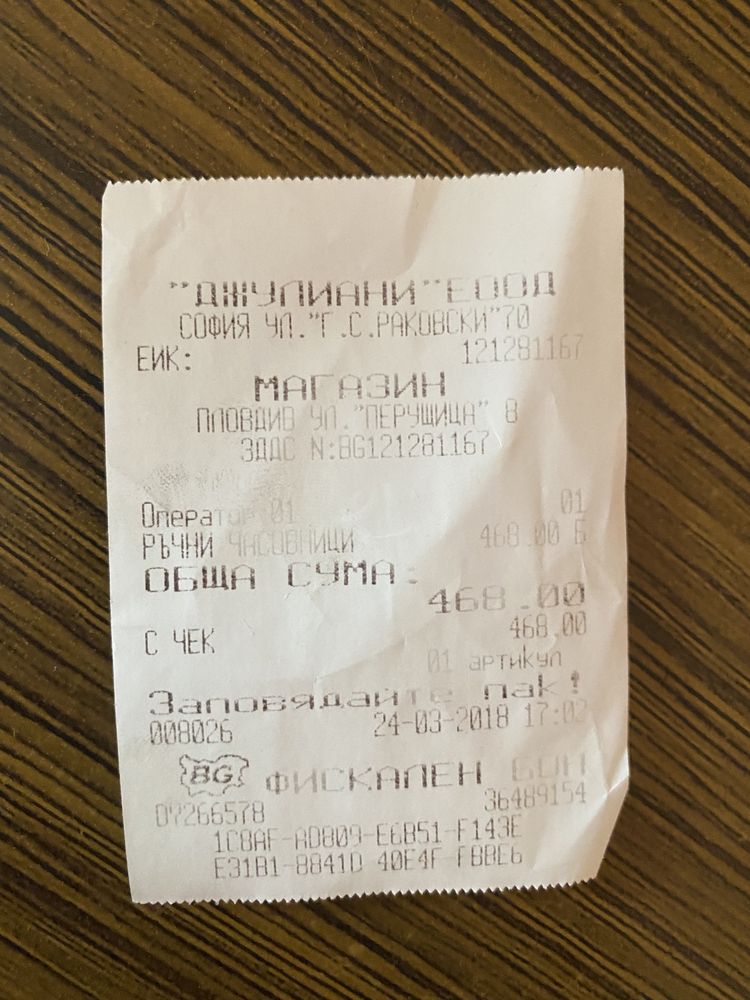 "ДЖУЛИАНИ"ЕООД
СОФИЯ УЛ."Г.С.РАКОВСКИ"70
ЕИК: 121281167
МАГАЗИН
ПЛОВДИВ УЛ."ПЕРУЩИЦА" 8
ЗДДС N:BG121281167
Оператор 01 01
РЪЧНИ ЧАСОВНИЦИ 468.00 Б
ОБЩА СУМА:
468.00
С ЧЕК 468.00
01 артикул
Заповядайте пак!
008026 24-03-2018 17:02
BG ФИСКАЛЕН БОН
DY266578 36489154
1C8AF-AD809-E6B51-F143E
E31B1-8841D 40E4F-FBBE6